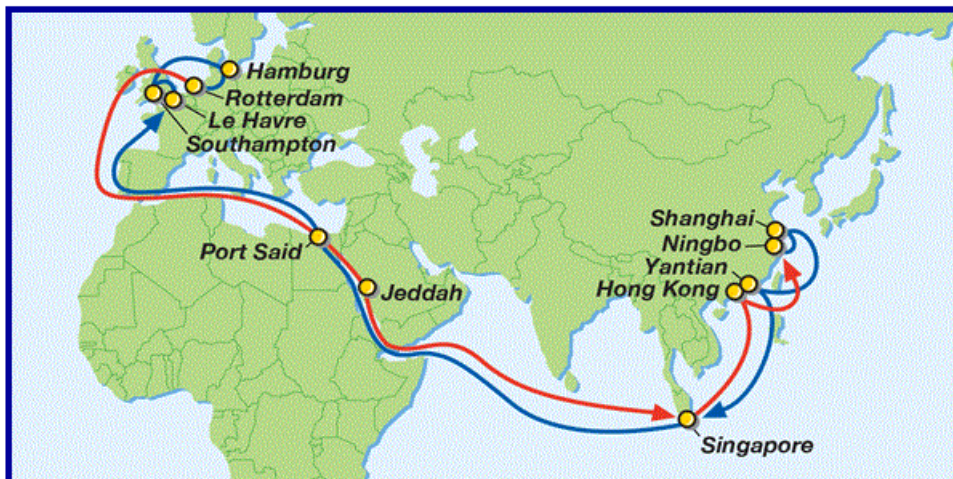 Hamburg
Rotterdam
Le Havre
Southampton
Shanghai
Ningbo
Port Said
Yantian
Jeddah
Hong Kong
Singapore